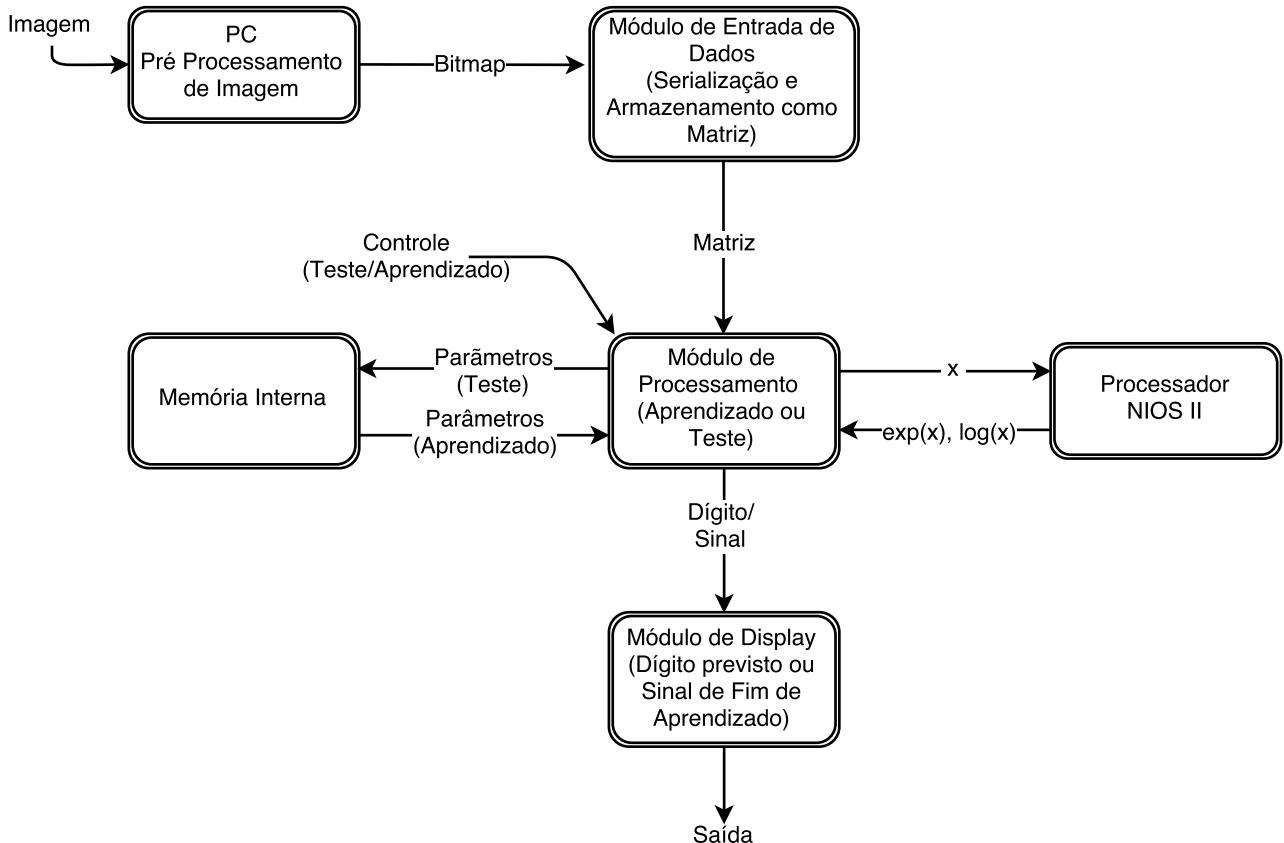 Imagem
PC
Pré Processamento
de Imagem
Bitmap
Módulo de Entrada de
Dados
(Serialização e
Armazenamento como
Matriz)
Matriz
Controle
(Teste/Aprendizado)
Memória Interna
Parãmetros
(Teste)
Parâmetros
(Aprendizado)
Módulo de
Processamento
(Aprendizado ou
Teste)
x
exp(x), log(x)
Processador
NIOS II
Dígito/
Sinal
Módulo de Display
(Dígito previsto ou
Sinal de Fim de
Aprendizado)
Saída